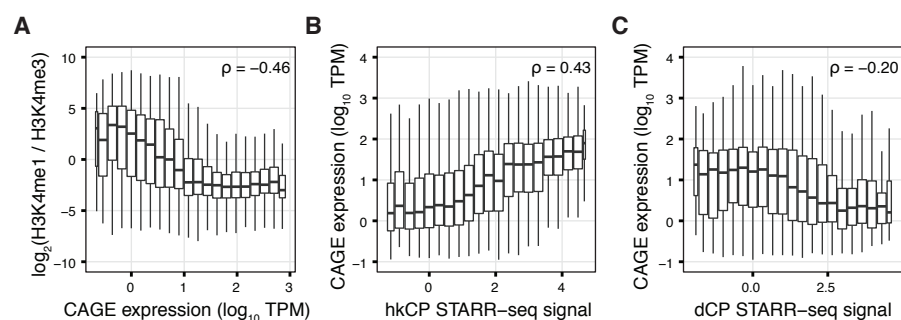 A
log2(H3K4me1 / H3K4me3)
10
5
0
−5
−10
ρ = −0.46
0
1
2
3
CAGE expression (log10 TPM)
B
CAGE expression (log10 TPM)
4
3
2
1
0
−1
ρ = 0.43
0
2
4
hkCP STARR−seq signal
C
CAGE expression (log10 TPM)
4
3
2
1
0
−1
ρ = −0.20
0.0
2.5
dCP STARR−seq signal